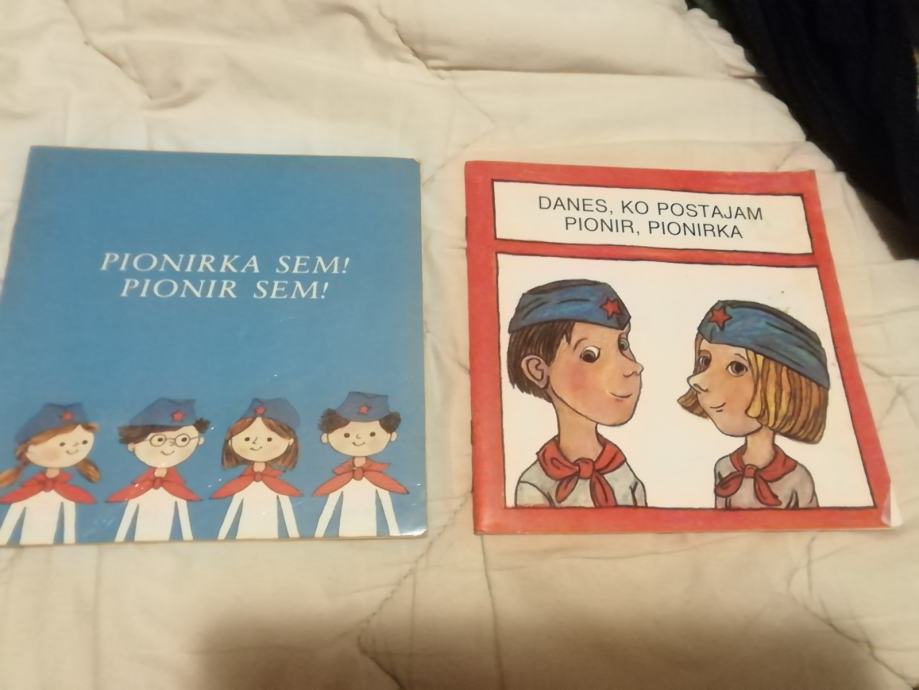 PIONIRKA SEM!
PIONIR SEM!
DANES, KO POSTAJAM
PIONIR, PIONIRKA